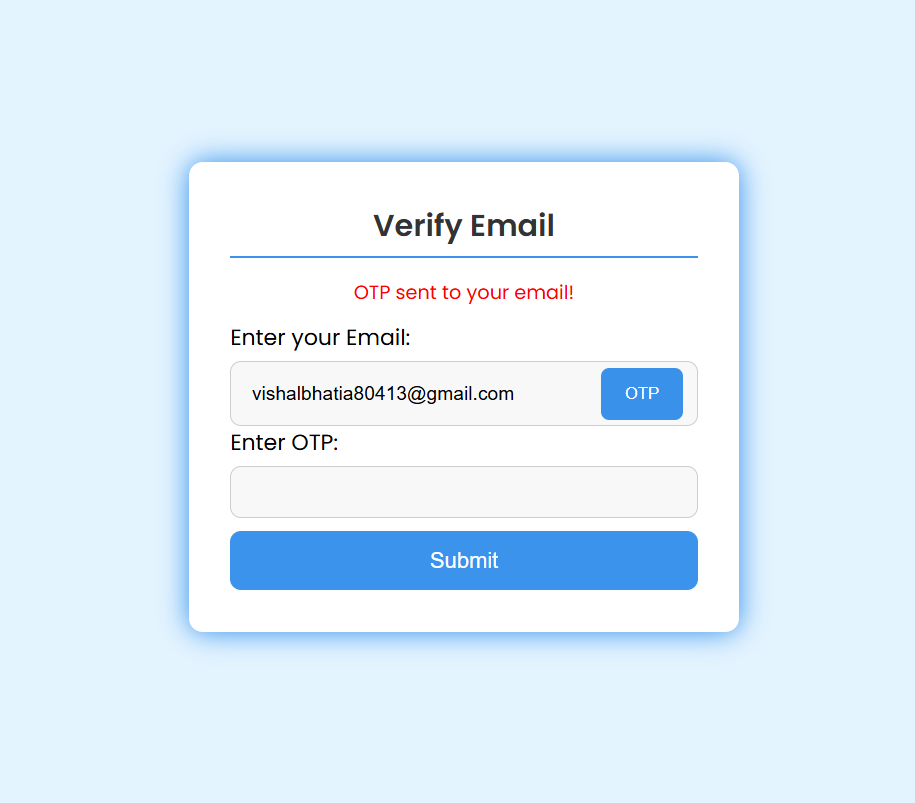 Verify Email
OTP sent to your email!
Enter your Email:
vishalbhatia80413@gmail.com OTP
Enter OTP:
Submit